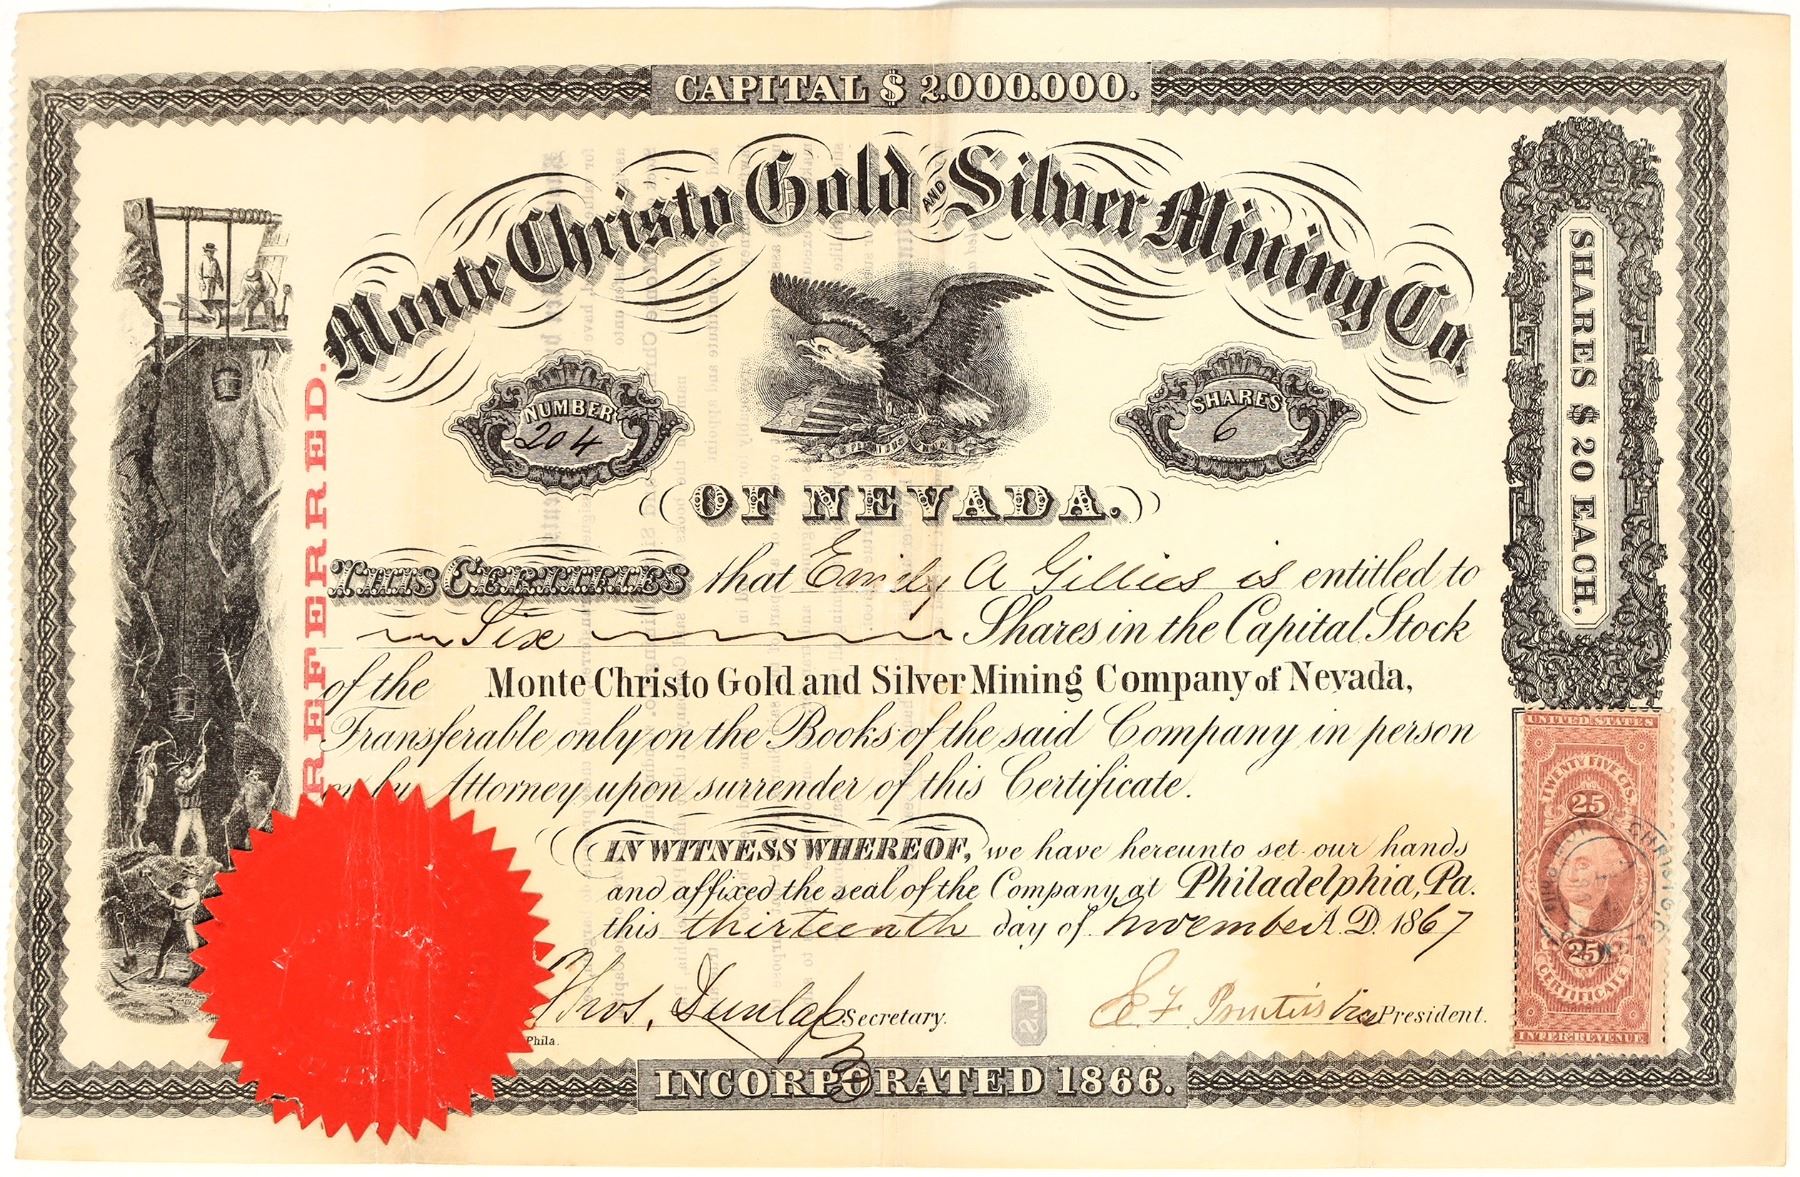 CAPITAL $ 2.000.000.
Monte Christo Gold AND Silver Mining Co.
NUMBER
204
SHARES
6
OF NEVADA.
SHARES $20 EACH.
REFERRED.
THIS CERTIFIES that Emily A Gillies is entitled to
Six Shares in the Capital Stock
of the Monte Christo Gold and Silver Mining Company of Nevada,
Transferable only on the Books of the said Company in person
or by Attorney upon surrender of this Certificate.
IN WITNESS WHEREOF, we have hereunto set our hands
and affixed the seal of the Company at Philadelphia, Pa.
this thirteenth day of November A.D. 1867
Thos. Dunlap Secretary.
L.S.
President.
Phila.
INCORPORATED 1866.
UNITED STATES
TWENTY FIVE CTS.
25
25
CERTIFICATE
INTER. REVENUE